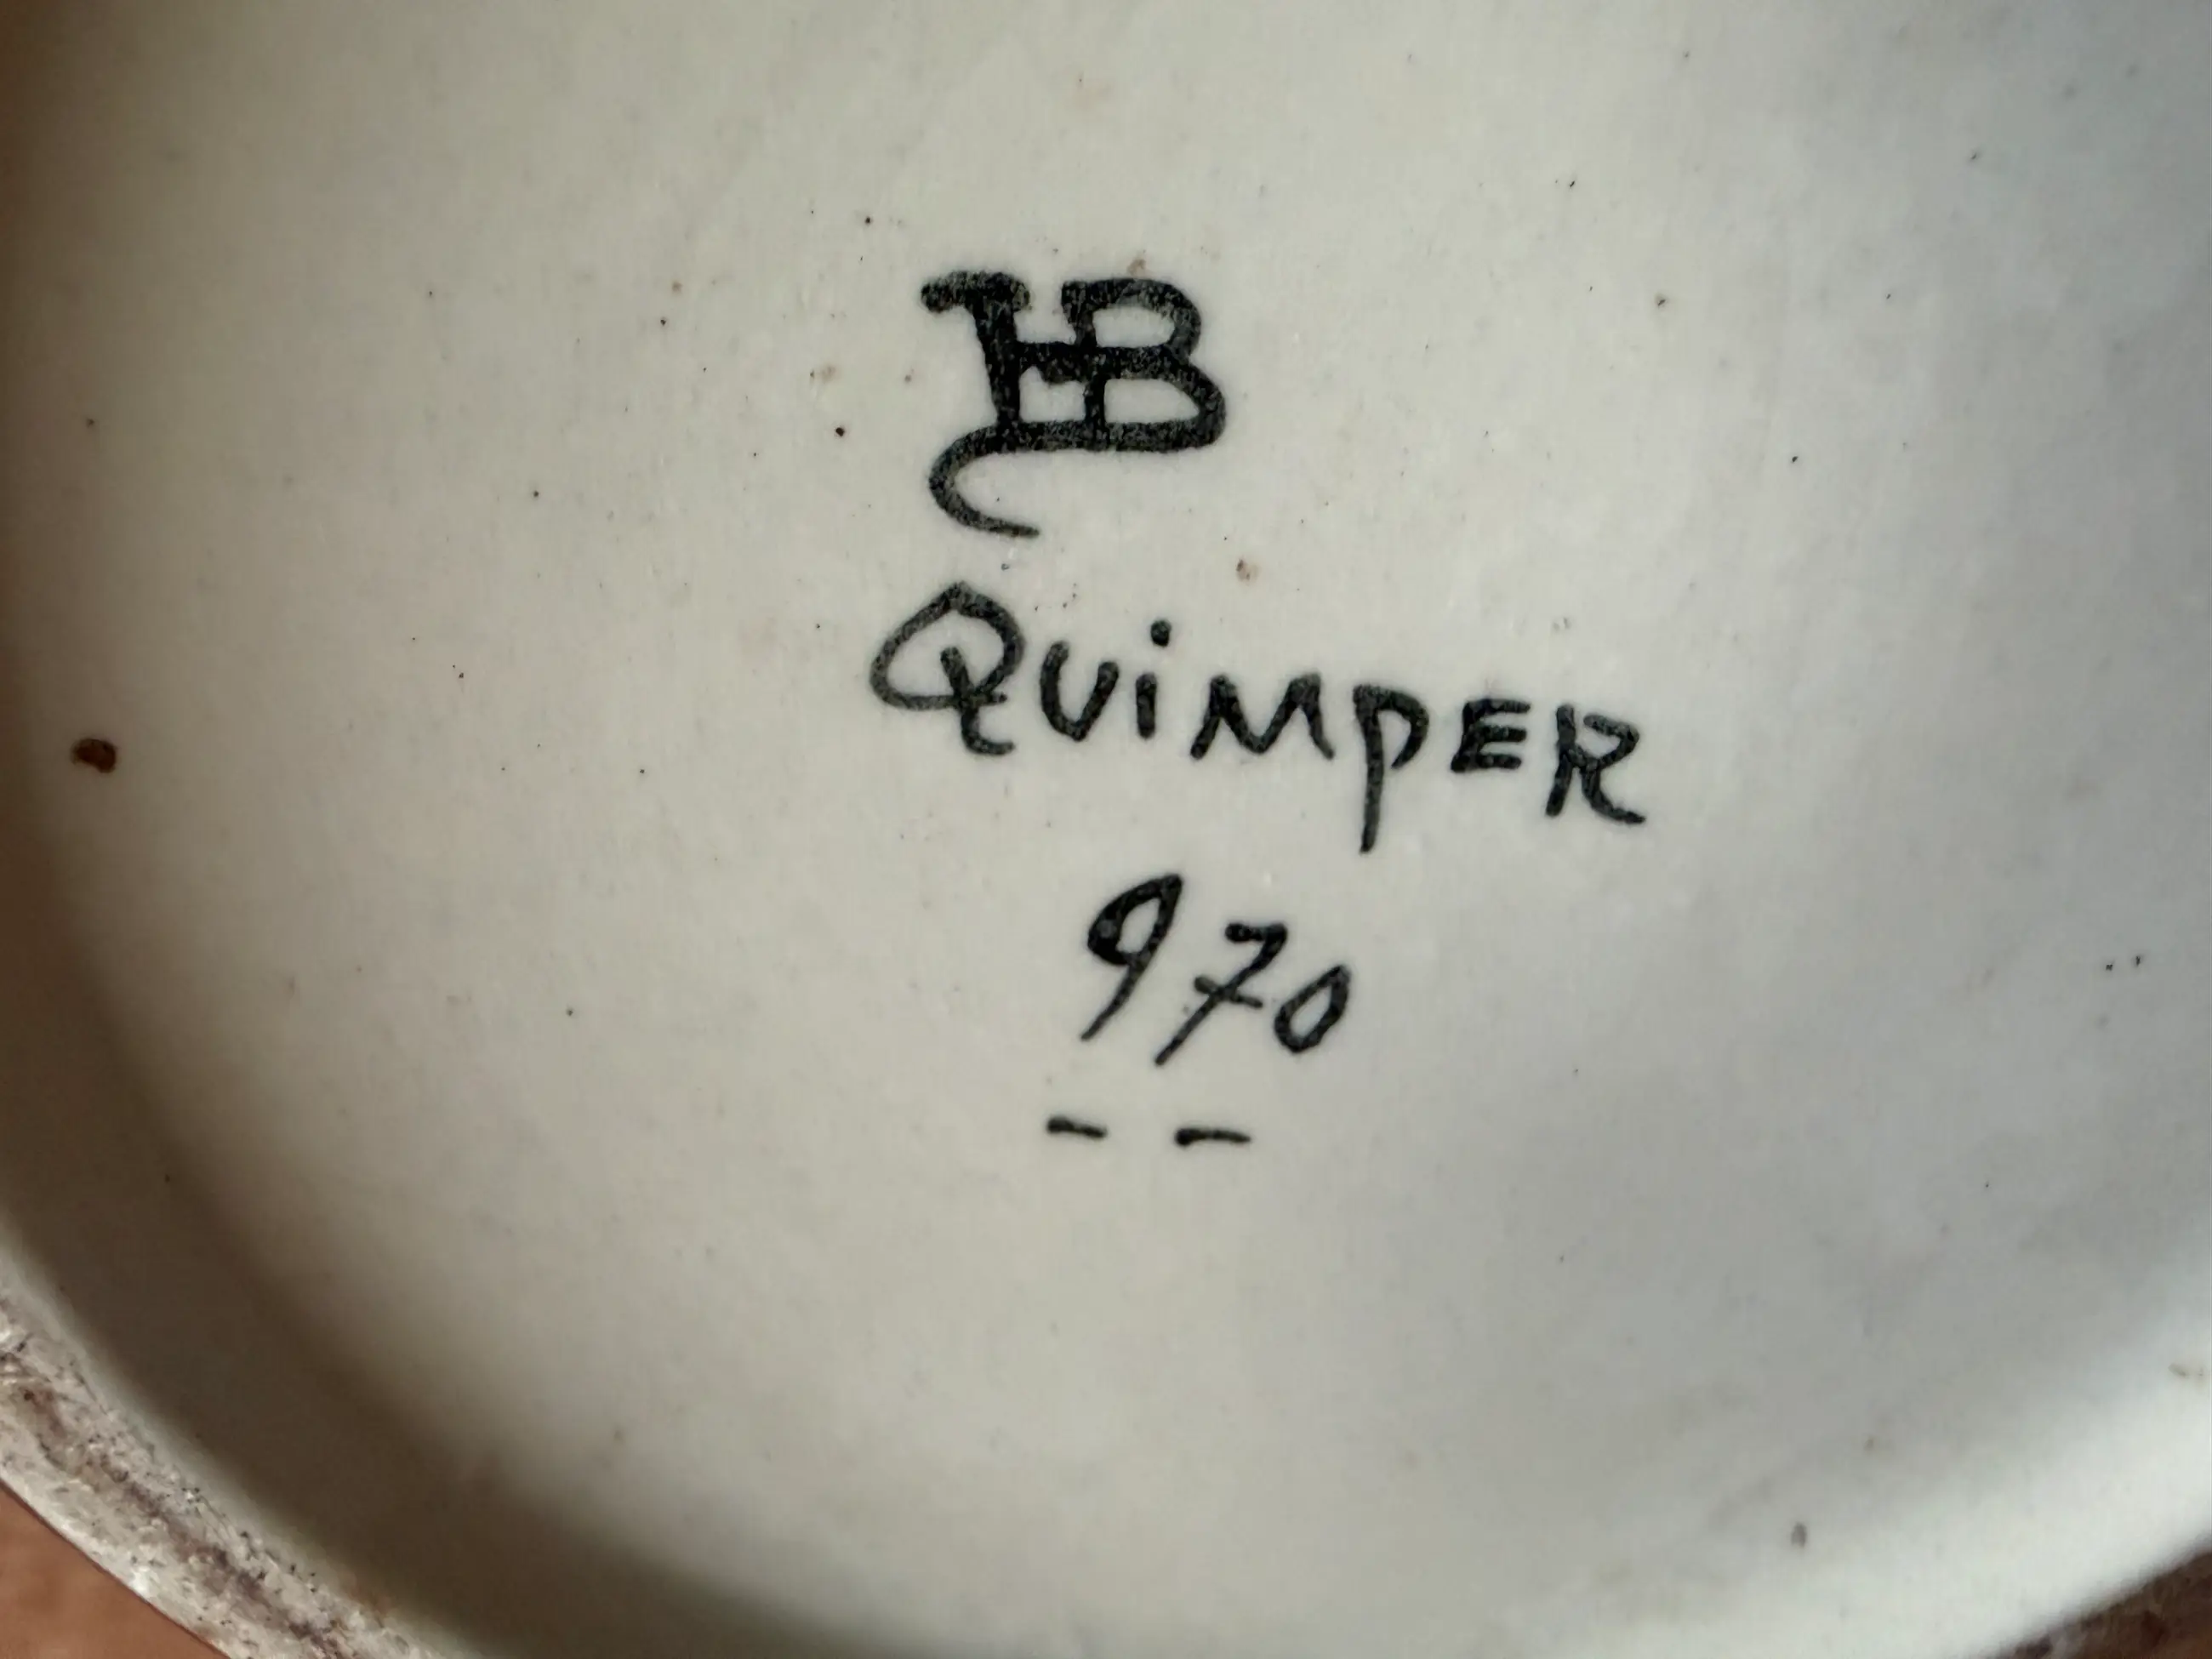 HB
QUiMPER
970
- -